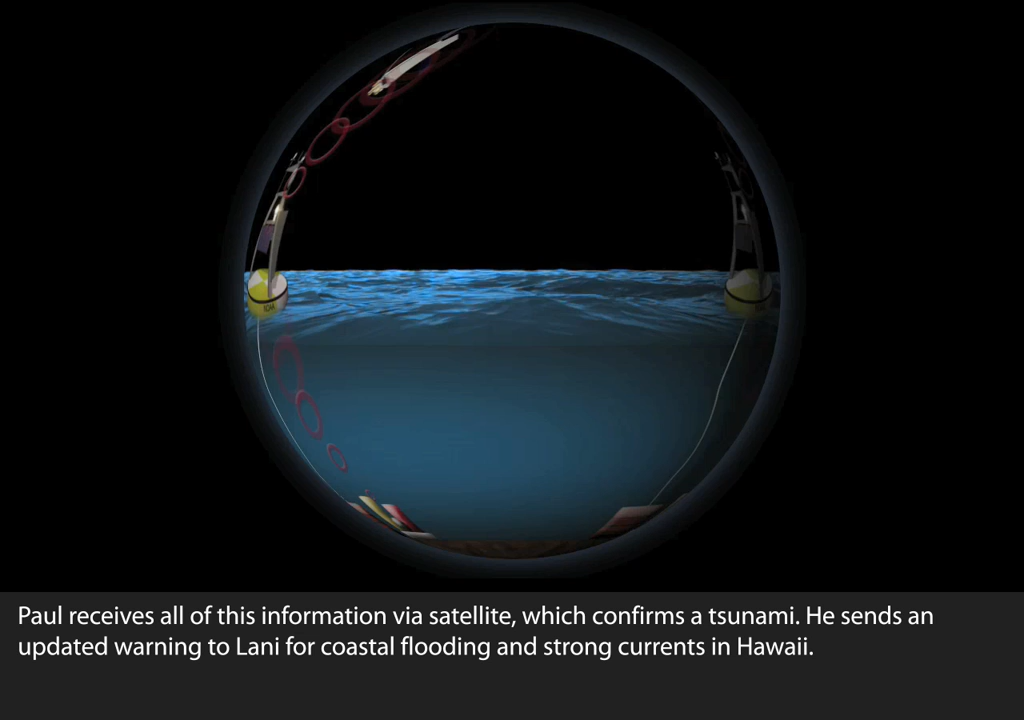 Paul receives all of this information via satellite, which confirms a tsunami. He sends an
updated warning to Lani for coastal flooding and strong currents in Hawaii.